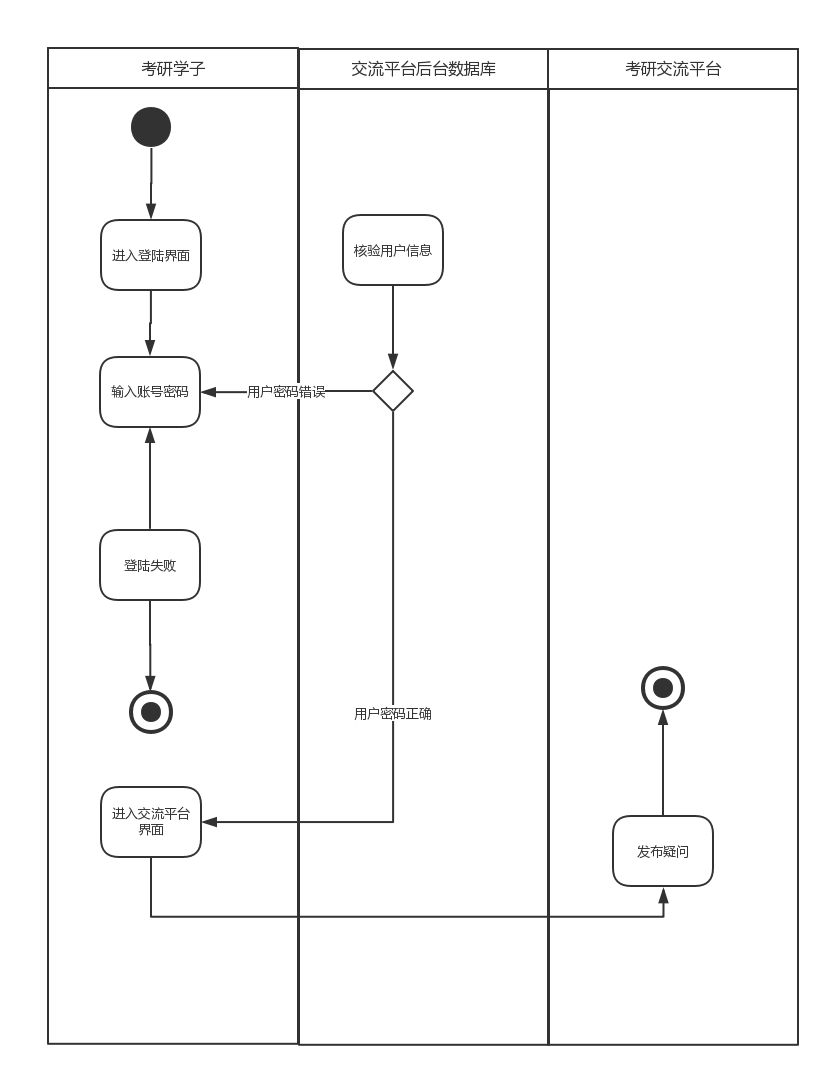 考研学子
交流平台后台数据库
考研交流平台
进入登陆界面
核验用户信息
输入账号密码
用户密码错误
登陆失败
用户密码正确
进入交流平台
界面
发布疑问